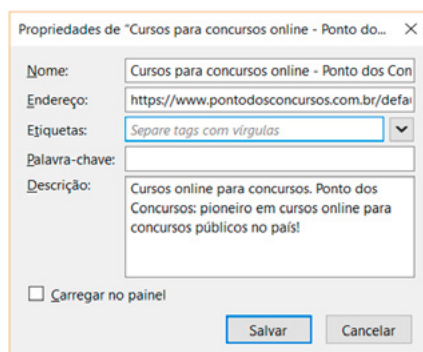 Propriedades de "Cursos para concursos online - Ponto do...
Nome: Cursos para concursos online - Ponto dos Con
Endereço: https://www.pontodosconcursos.com.br/defau
Etiquetas: Separe tags com vírgulas
Palavra-chave:
Descrição: Cursos online para concursos. Ponto dos
Concursos: pioneiro em cursos online para
concursos públicos no país!
Carregar no painel
Salvar Cancelar